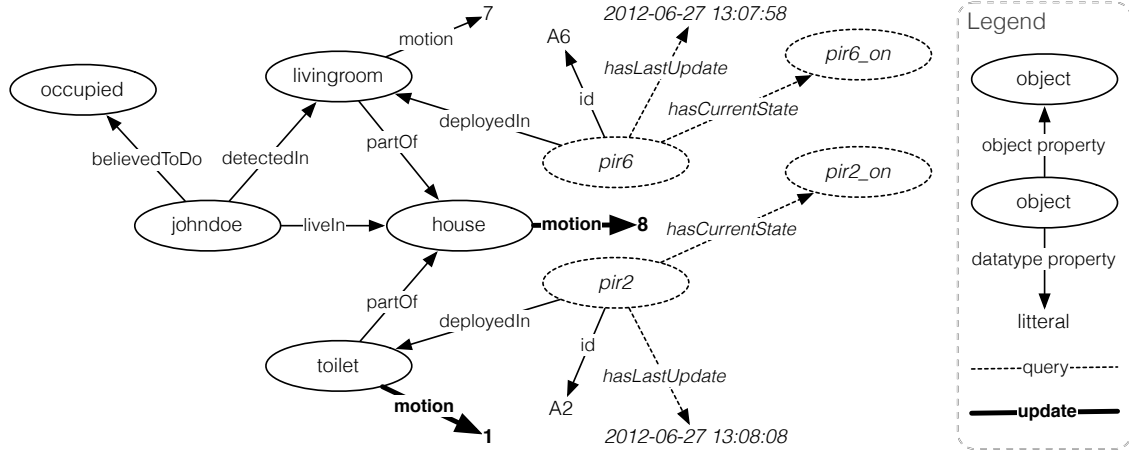 2012-06-27 13:07:58
7
A6
motion
Legend
pir6_on
livingroom
hasLastUpdate
object
occupied
id
hasCurrentState
deployedIn
partOf
object property
believedToDo
detectedIn
pir6
pir2_on
object
johndoe
liveIn
house
motion
8
hasCurrentState
datatype property
pir2
partOf
deployedIn
litteral
id
toilet
hasLastUpdate
query
motion
A2
update
1
2012-06-27 13:08:08